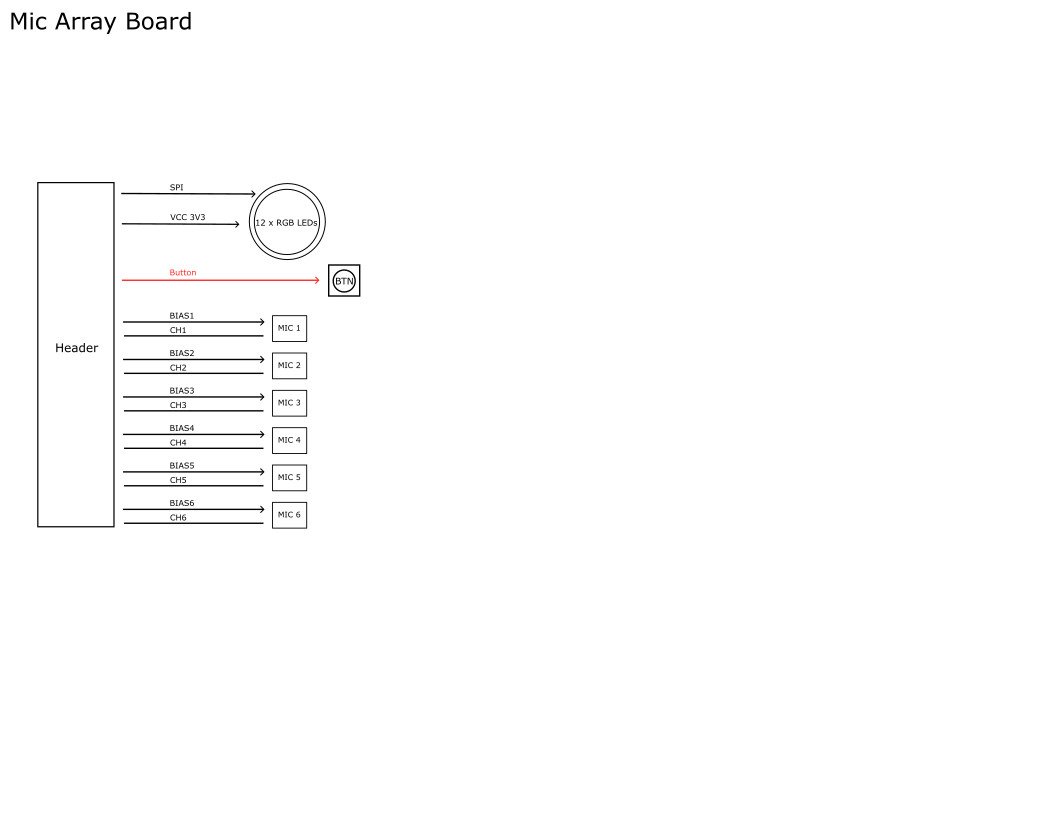 Mic Array Board
SPI
VCC 3V3
12 x RGB LEDs
Button
BTN
Header
BIAS1
CH1
MIC 1
BIAS2
CH2
MIC 2
BIAS3
CH3
MIC 3
BIAS4
CH4
MIC 4
BIAS5
CH5
MIC 5
BIAS6
CH6
MIC 6